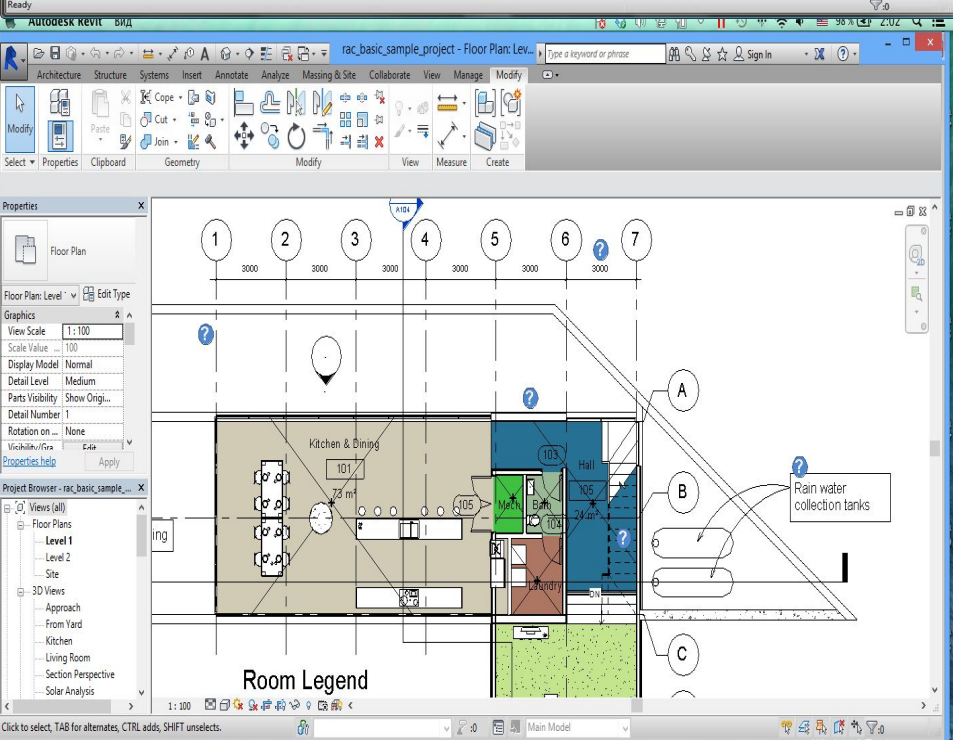 Ready
:0
Autodesk Revit ВИД
98%
2:02
rac_basic_sample_project - Floor Plan: Lev...
Type a keyword or phrase
Sign In
Architecture Structure Systems Insert Annotate Analyze Massing & Site Collaborate View Manage Modify
Modify
Paste
Cope
Cut
Join
Select Properties Clipboard Geometry Modify View Measure Create
Properties X
Floor Plan
Floor Plan: Level
Edit Type
Graphics
View Scale 1 : 100
Scale Value ... 100
Display Model Normal
Detail Level Medium
Parts Visibility Show Origi...
Detail Number 1
Rotation on ... None
Visibility/Gra... Edit...
Properties help Apply
Project Browser - rac_basic_sample_... X
Views (all)
Floor Plans
Level 1
Level 2
Site
3D Views
Approach
From Yard
Kitchen
Living Room
Section Perspective
Solar Analysis
A104
1 2 3 4 5 6 7
3000 3000 3000 3000 3000 3000
2D
A
B
C
Kitchen & Dining
101
73 m²
103
Hall
105
24 m²
105
Mech
Bath
104
Laundry
DN
ing
Rain water
collection tanks
Room Legend
1 : 100
Click to select, TAB for alternates, CTRL adds, SHIFT unselects.
:0
Main Model
:0